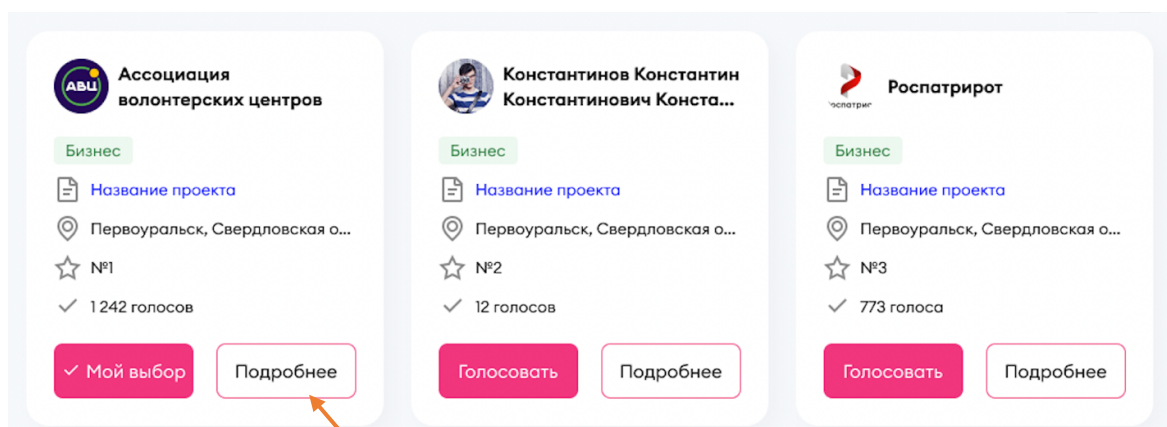 АВЦ
Ассоциация
волонтерских центров
Бизнес
Название проекта
Первоуральск, Свердловская о...
№1
1 242 голосов
Мой выбор
Подробнее
Константинов Константин
Константинович Конста...
Бизнес
Название проекта
Первоуральск, Свердловская о...
№2
12 голосов
Голосовать
Подробнее
Роспатрирот
Бизнес
Название проекта
Первоуральск, Свердловская о...
№3
773 голоса
Голосовать
Подробнее